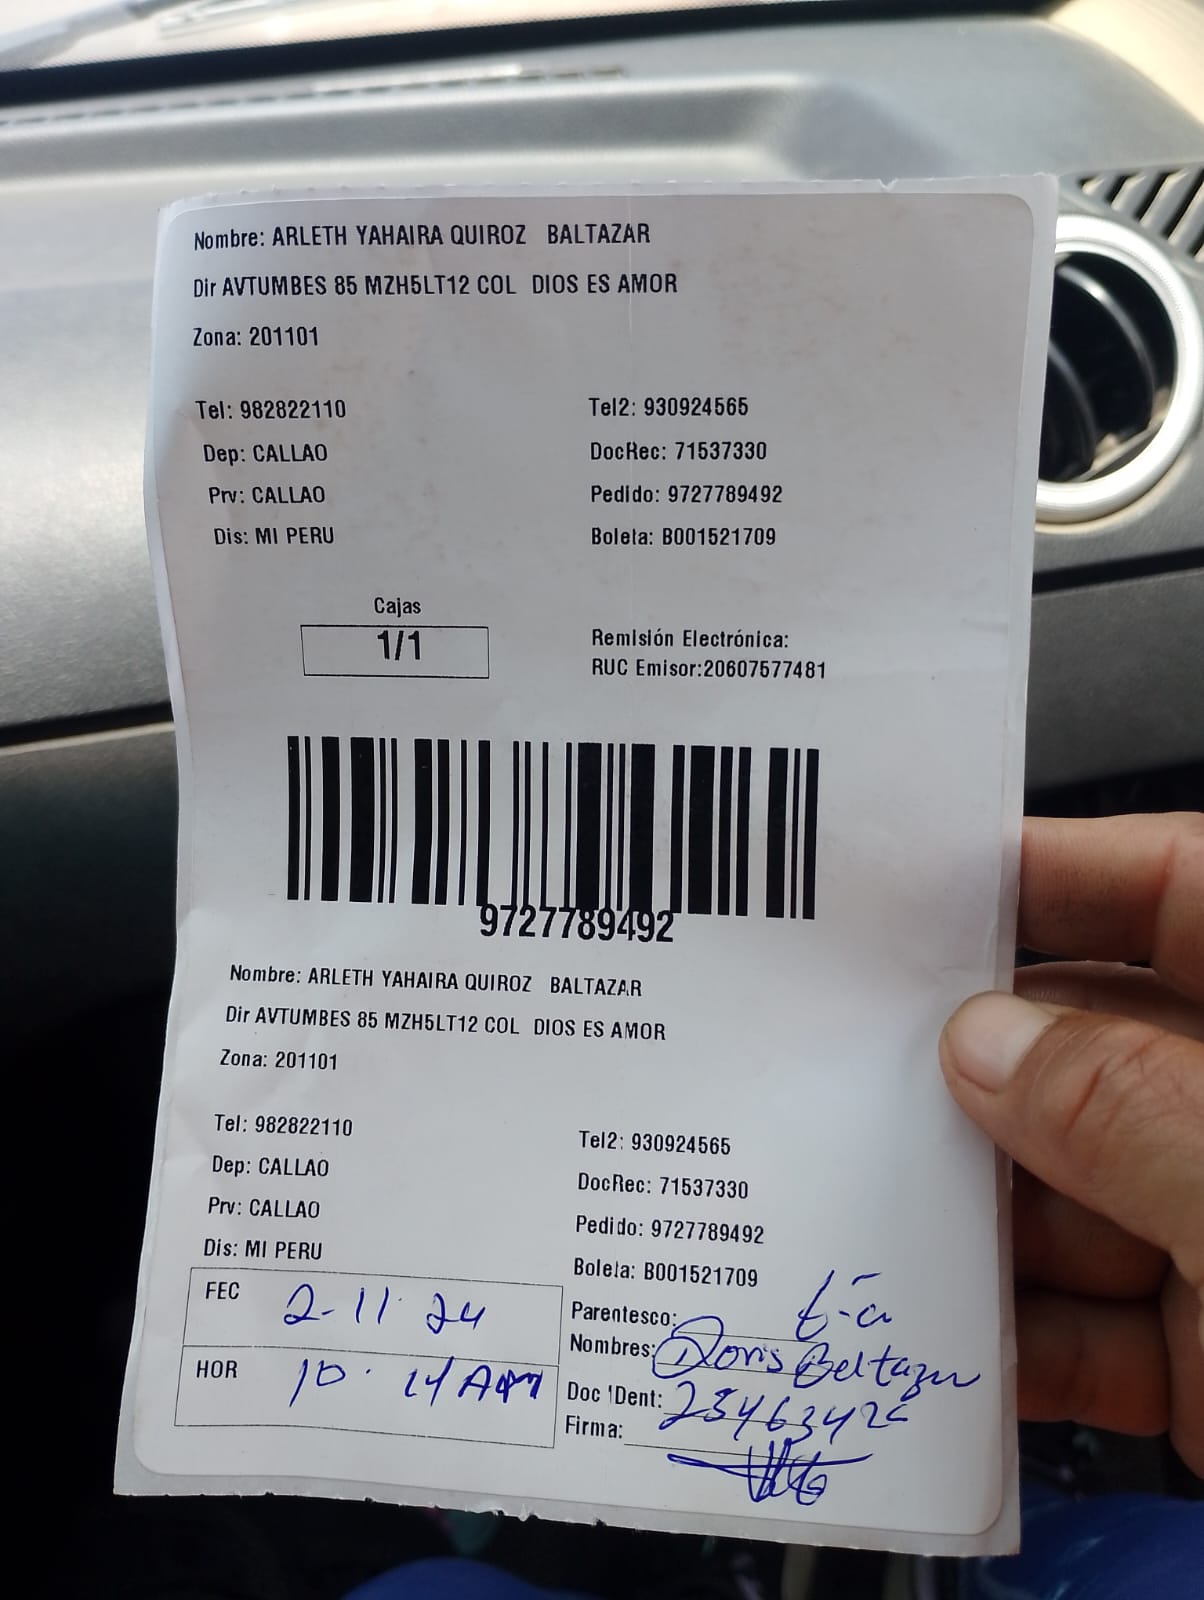 Nombre: ARLETH YAHAIRA QUIROZ BALTAZAR
Dir AVTUMBES 85 MZH5LT12 COL DIOS ES AMOR
Zona: 201101
Tel: 982822110 Tel2: 930924565
Dep: CALLAO DocRec: 71537330
Prv: CALLAO Pedido: 9727789492
Dis: MI PERU Boleta: B001521709
Cajas
1/1
Remisión Electrónica:
RUC Emisor:20607577481
9727789492
Nombre: ARLETH YAHAIRA QUIROZ BALTAZAR
Dir AVTUMBES 85 MZH5LT12 COL DIOS ES AMOR
Zona: 201101
Tel: 982822110 Tel2: 930924565
Dep: CALLAO DocRec: 71537330
Prv: CALLAO Pedido: 9727789492
Dis: MI PERU Boleta: B001521709
FEC 2-11-24
HOR 10:14 AM
Parentesco:
Nombres: Doris Beltazar
Doc IDent:
Firma: